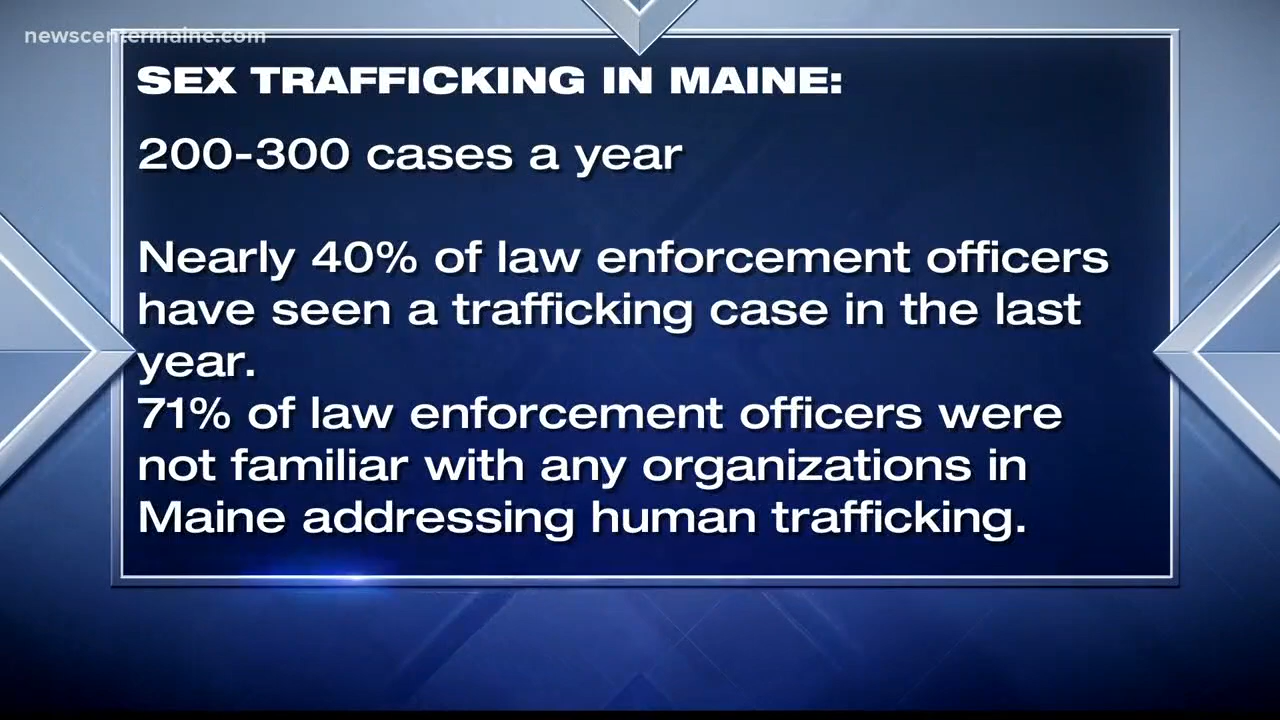 newscentermaine.com
SEX TRAFFICKING IN MAINE:
200-300 cases a year
Nearly 40% of law enforcement officers
have seen a trafficking case in the last
year.
71% of law enforcement officers were
not familiar with any organizations in
Maine addressing human trafficking.